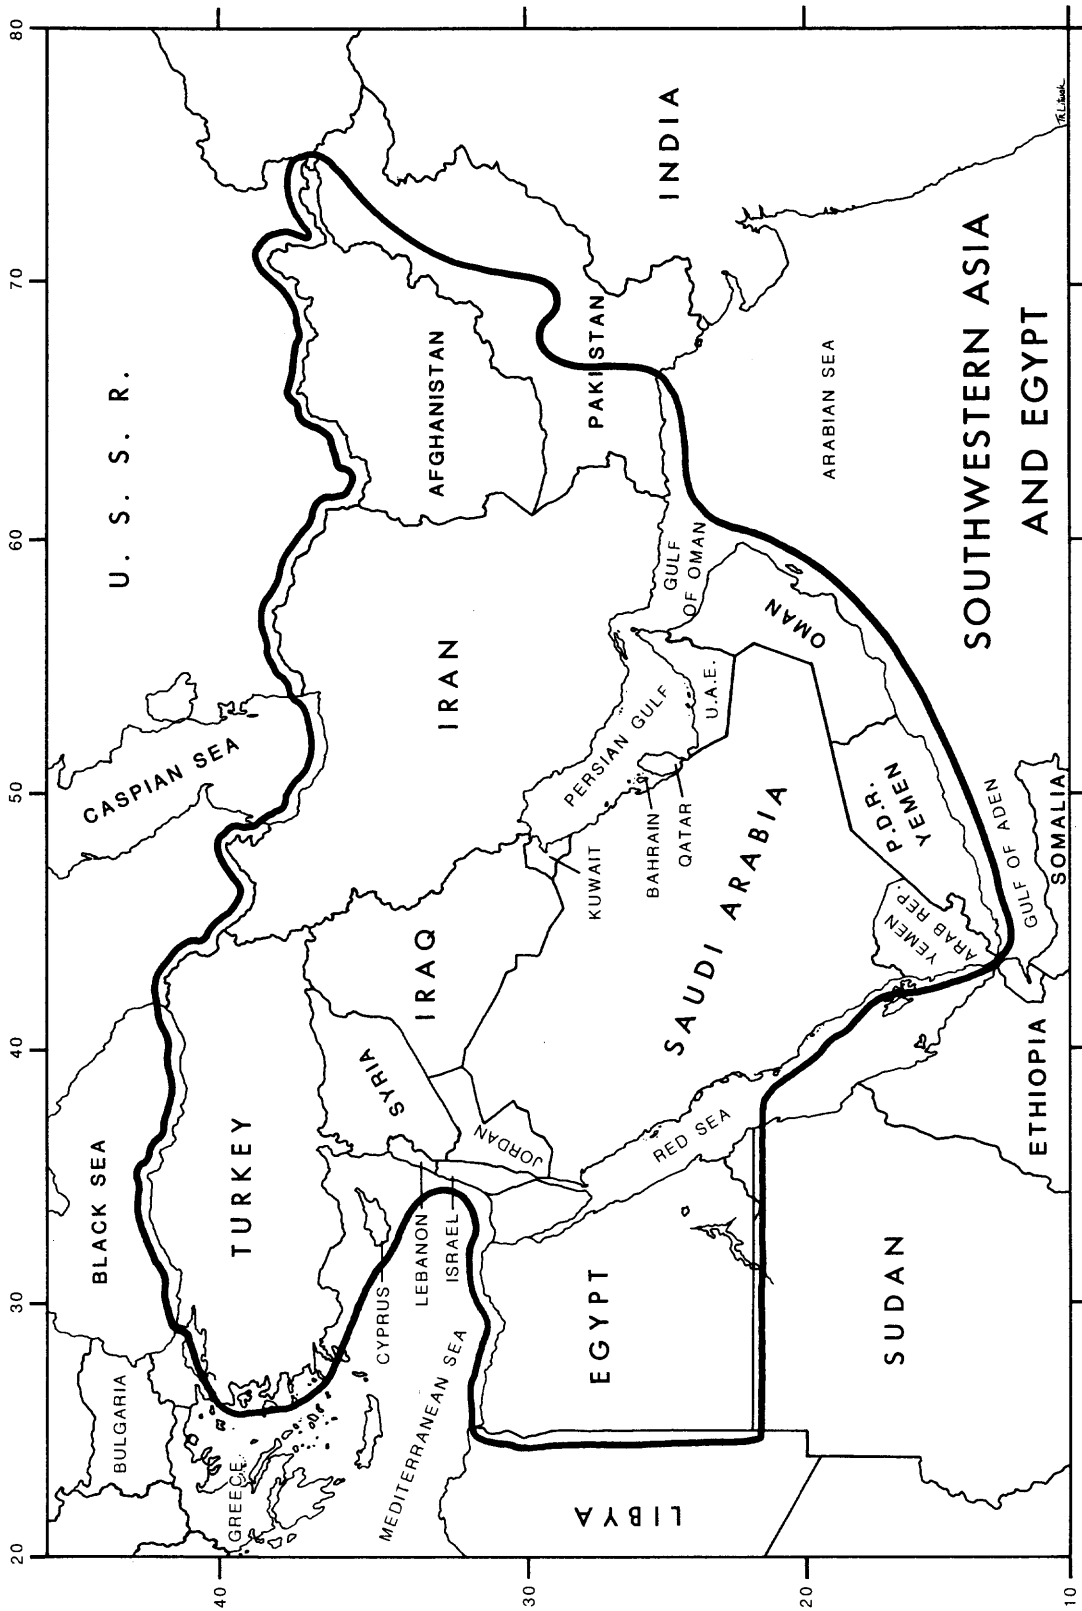 20
30
40
50
60
70
80
40
30
20
10
U. S. S. R.
CASPIAN SEA
BLACK SEA
BULGARIA
GREECE
TURKEY
CYPRUS
LEBANON
ISRAEL
MEDITERRANEAN SEA
SYRIA
JORDAN
IRAQ
IRAN
AFGHANISTAN
PAKISTAN
INDIA
KUWAIT
BAHRAIN
QATAR
PERSIAN GULF
U.A.E.
GULF
OF OMAN
OMAN
SAUDI ARABIA
RED SEA
EGYPT
LIBYA
SUDAN
ETHIOPIA
YEMEN
ARAB REP.
P.D.R.
YEMEN
GULF OF ADEN
SOMALIA
ARABIAN SEA
SOUTHWESTERN ASIA
AND EGYPT